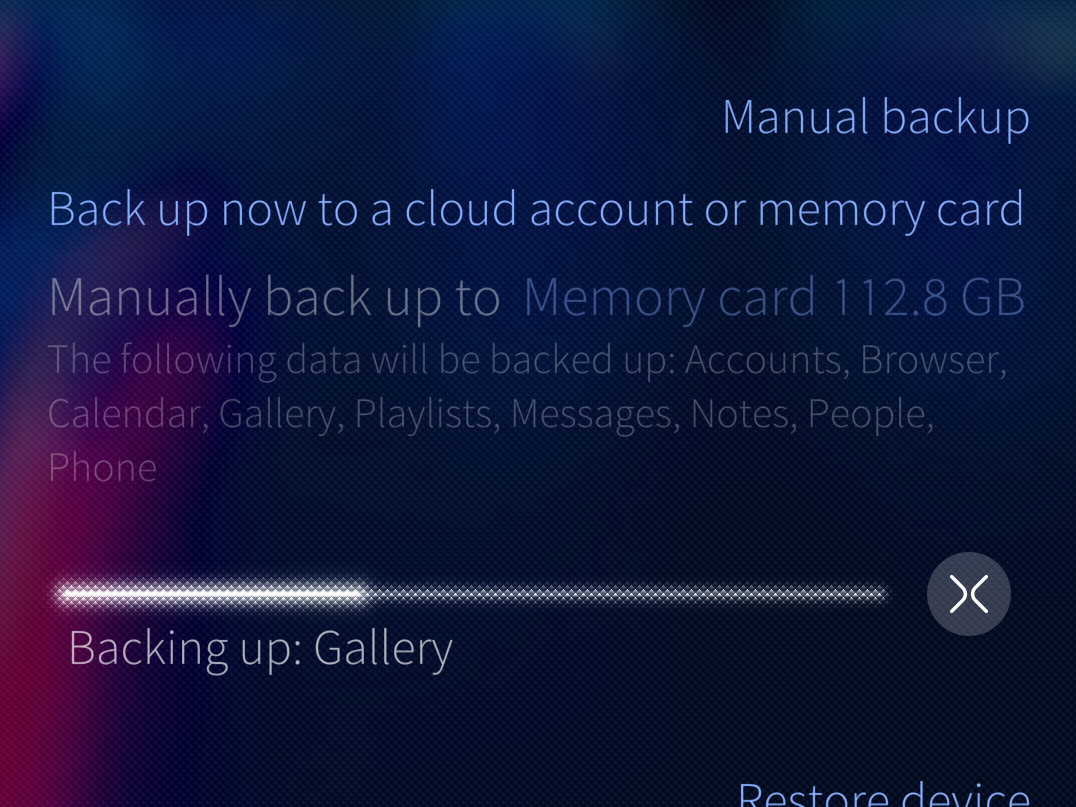 Manual backup
Back up now to a cloud account or memory card
Manually back up to Memory card 112.8 GB
The following data will be backed up: Accounts, Browser,
Calendar, Gallery, Playlists, Messages, Notes, People,
Phone
Backing up: Gallery
Restore device